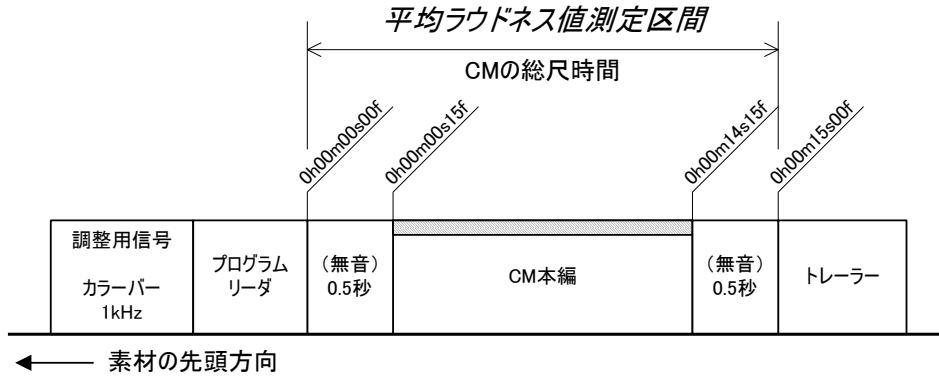 平均ラウドネス値測定区間
CMの総尺時間
0h00m00s00f
0h00m00s15f
0h00m14s15f
0h00m15s00f
調整用信号
カラーバー
1kHz
プログラム
リーダ
（無音）
0.5秒
CM本編
（無音）
0.5秒
トレーラー
素材の先頭方向